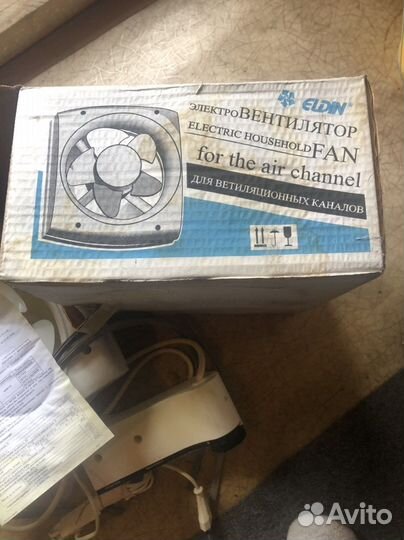 ELDIN
ЭЛЕКТРОВЕНТИЛЯТОР
ELECTRIC HOUSEHOLD FAN
for the air channel
ДЛЯ ВЕТИЛЯЦИОННЫХ КАНАЛОВ
Avito